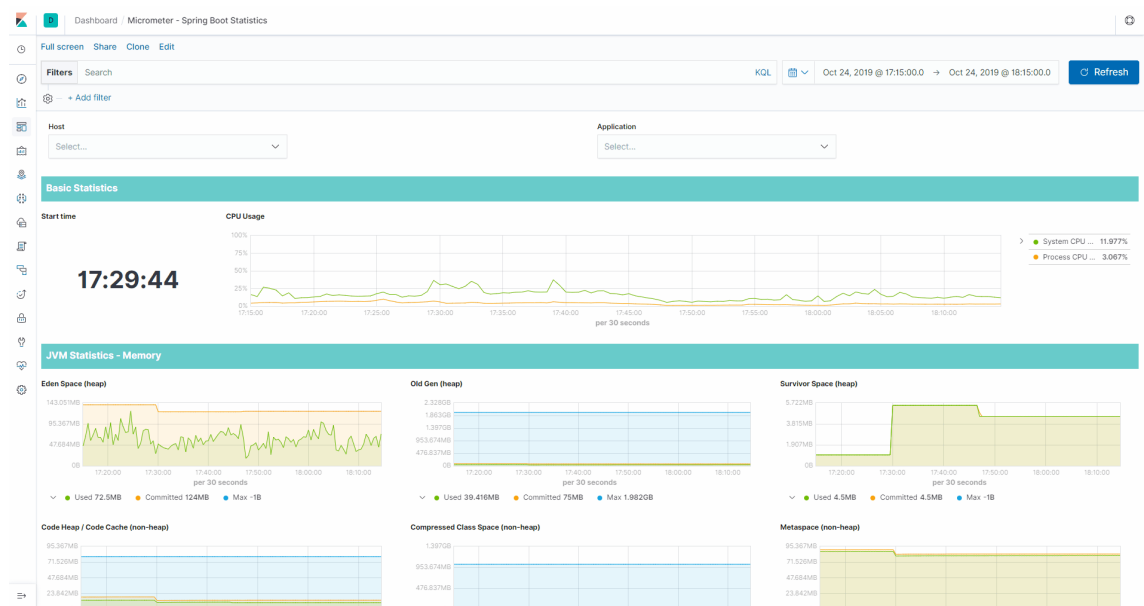 D Dashboard / Micrometer - Spring Boot Statistics
Full screen Share Clone Edit
Filters Search KQL Oct 24, 2019 @ 17:15:00.0 → Oct 24, 2019 @ 18:15:00.0 Refresh
+ Add filter
Host Application
Select... Select...
Basic Statistics
Start time
17:29:44
CPU Usage
100%
75%
50%
25%
0%
17:15:00 17:20:00 17:25:00 17:30:00 17:35:00 17:40:00 17:45:00 17:50:00 17:55:00 18:00:00 18:05:00 18:10:00
per 30 seconds
System CPU ... 11.977%
Process CPU ... 3.067%
JVM Statistics - Memory
Eden Space (heap)
143.051MB
95.367MB
47.684MB
0B
17:20:00 17:30:00 17:40:00 17:50:00 18:00:00 18:10:00
per 30 seconds
Used 72.5MB Committed 124MB Max -1B
Old Gen (heap)
2.328GB
1.863GB
1.397GB
953.674MB
476.837MB
0B
17:20:00 17:30:00 17:40:00 17:50:00 18:00:00 18:10:00
per 30 seconds
Used 39.416MB Committed 75MB Max 1.982GB
Survivor Space (heap)
5.722MB
3.815MB
1.907MB
0B
17:20:00 17:30:00 17:40:00 17:50:00 18:00:00 18:10:00
per 30 seconds
Used 4.5MB Committed 4.5MB Max -1B
Code Heap / Code Cache (non-heap)
95.367MB
71.526MB
47.684MB
23.842MB
Compressed Class Space (non-heap)
1.397GB
953.674MB
476.837MB
Metaspace (non-heap)
95.367MB
71.526MB
47.684MB
23.842MB